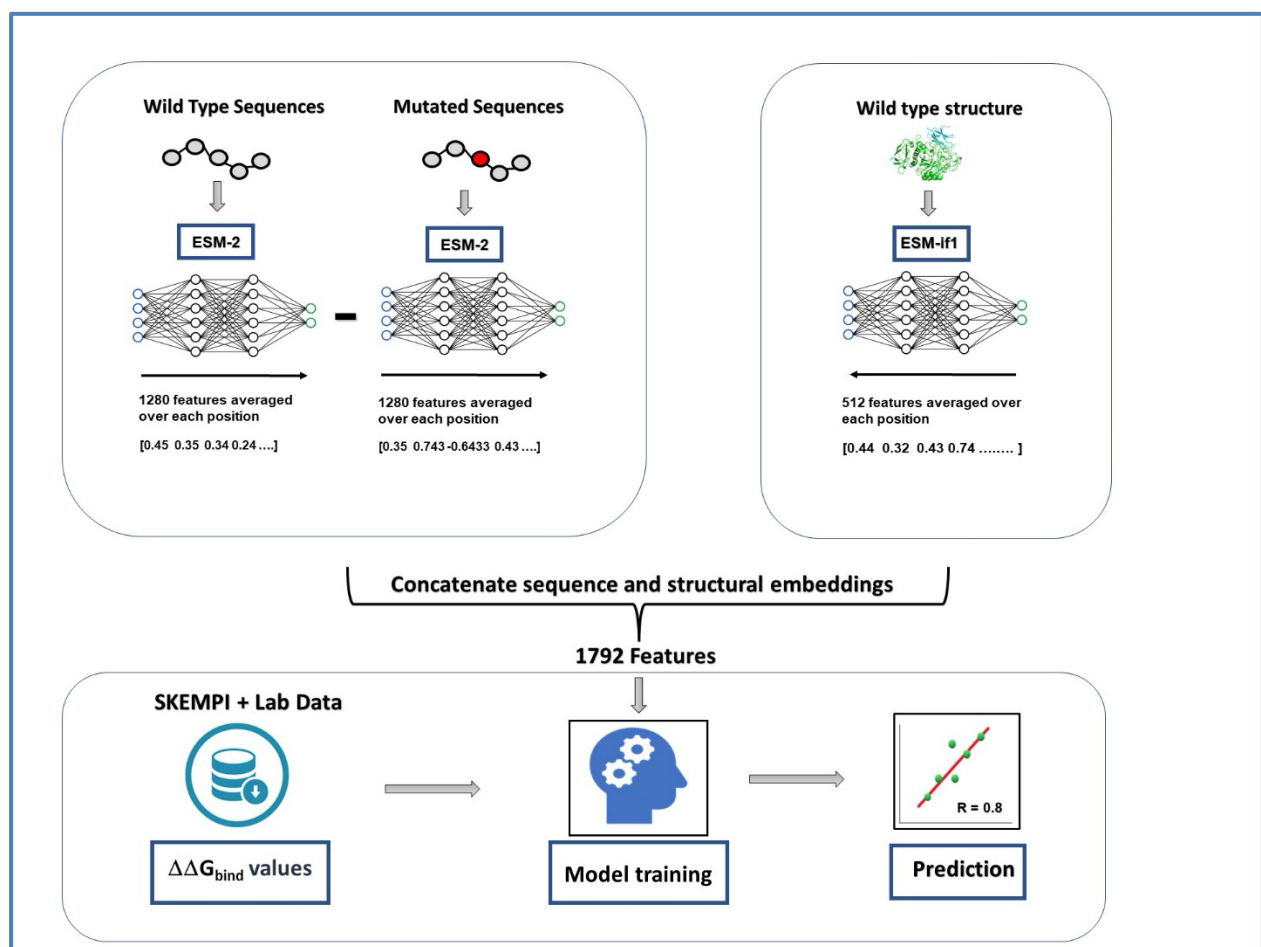 Wild Type Sequences
Mutated Sequences
Wild type structure
ESM-2
ESM-2
ESM-if1
1280 features averaged
over each position
[0.45 0.35 0.34 0.24 ....]
1280 features averaged
over each position
[0.35 0.743 -0.6433 0.43 ....]
512 features averaged over
each position
[0.44 0.32 0.43 0.74 ........ ]
Concatenate sequence and structural embeddings
1792 Features
SKEMPI + Lab Data
R = 0.8
ΔΔGbind values
Model training
Prediction